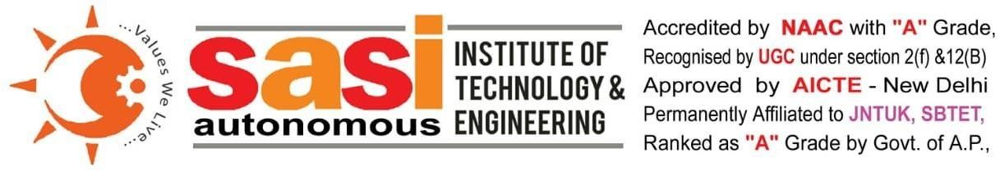 ...Values We Live...
sasi
autonomous
INSTITUTE OF
TECHNOLOGY &
ENGINEERING
Accredited by NAAC with "A" Grade,
Recognised by UGC under section 2(f) &12(B)
Approved by AICTE - New Delhi
Permanently Affiliated to JNTUK, SBTET,
Ranked as "A" Grade by Govt. of A.P.,